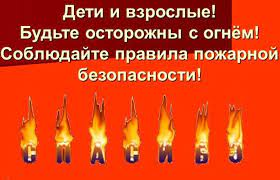 Дети и взрослые!
Будьте осторожны с огнём!
Соблюдайте правила пожарной
безопасности!
СПАСИБО